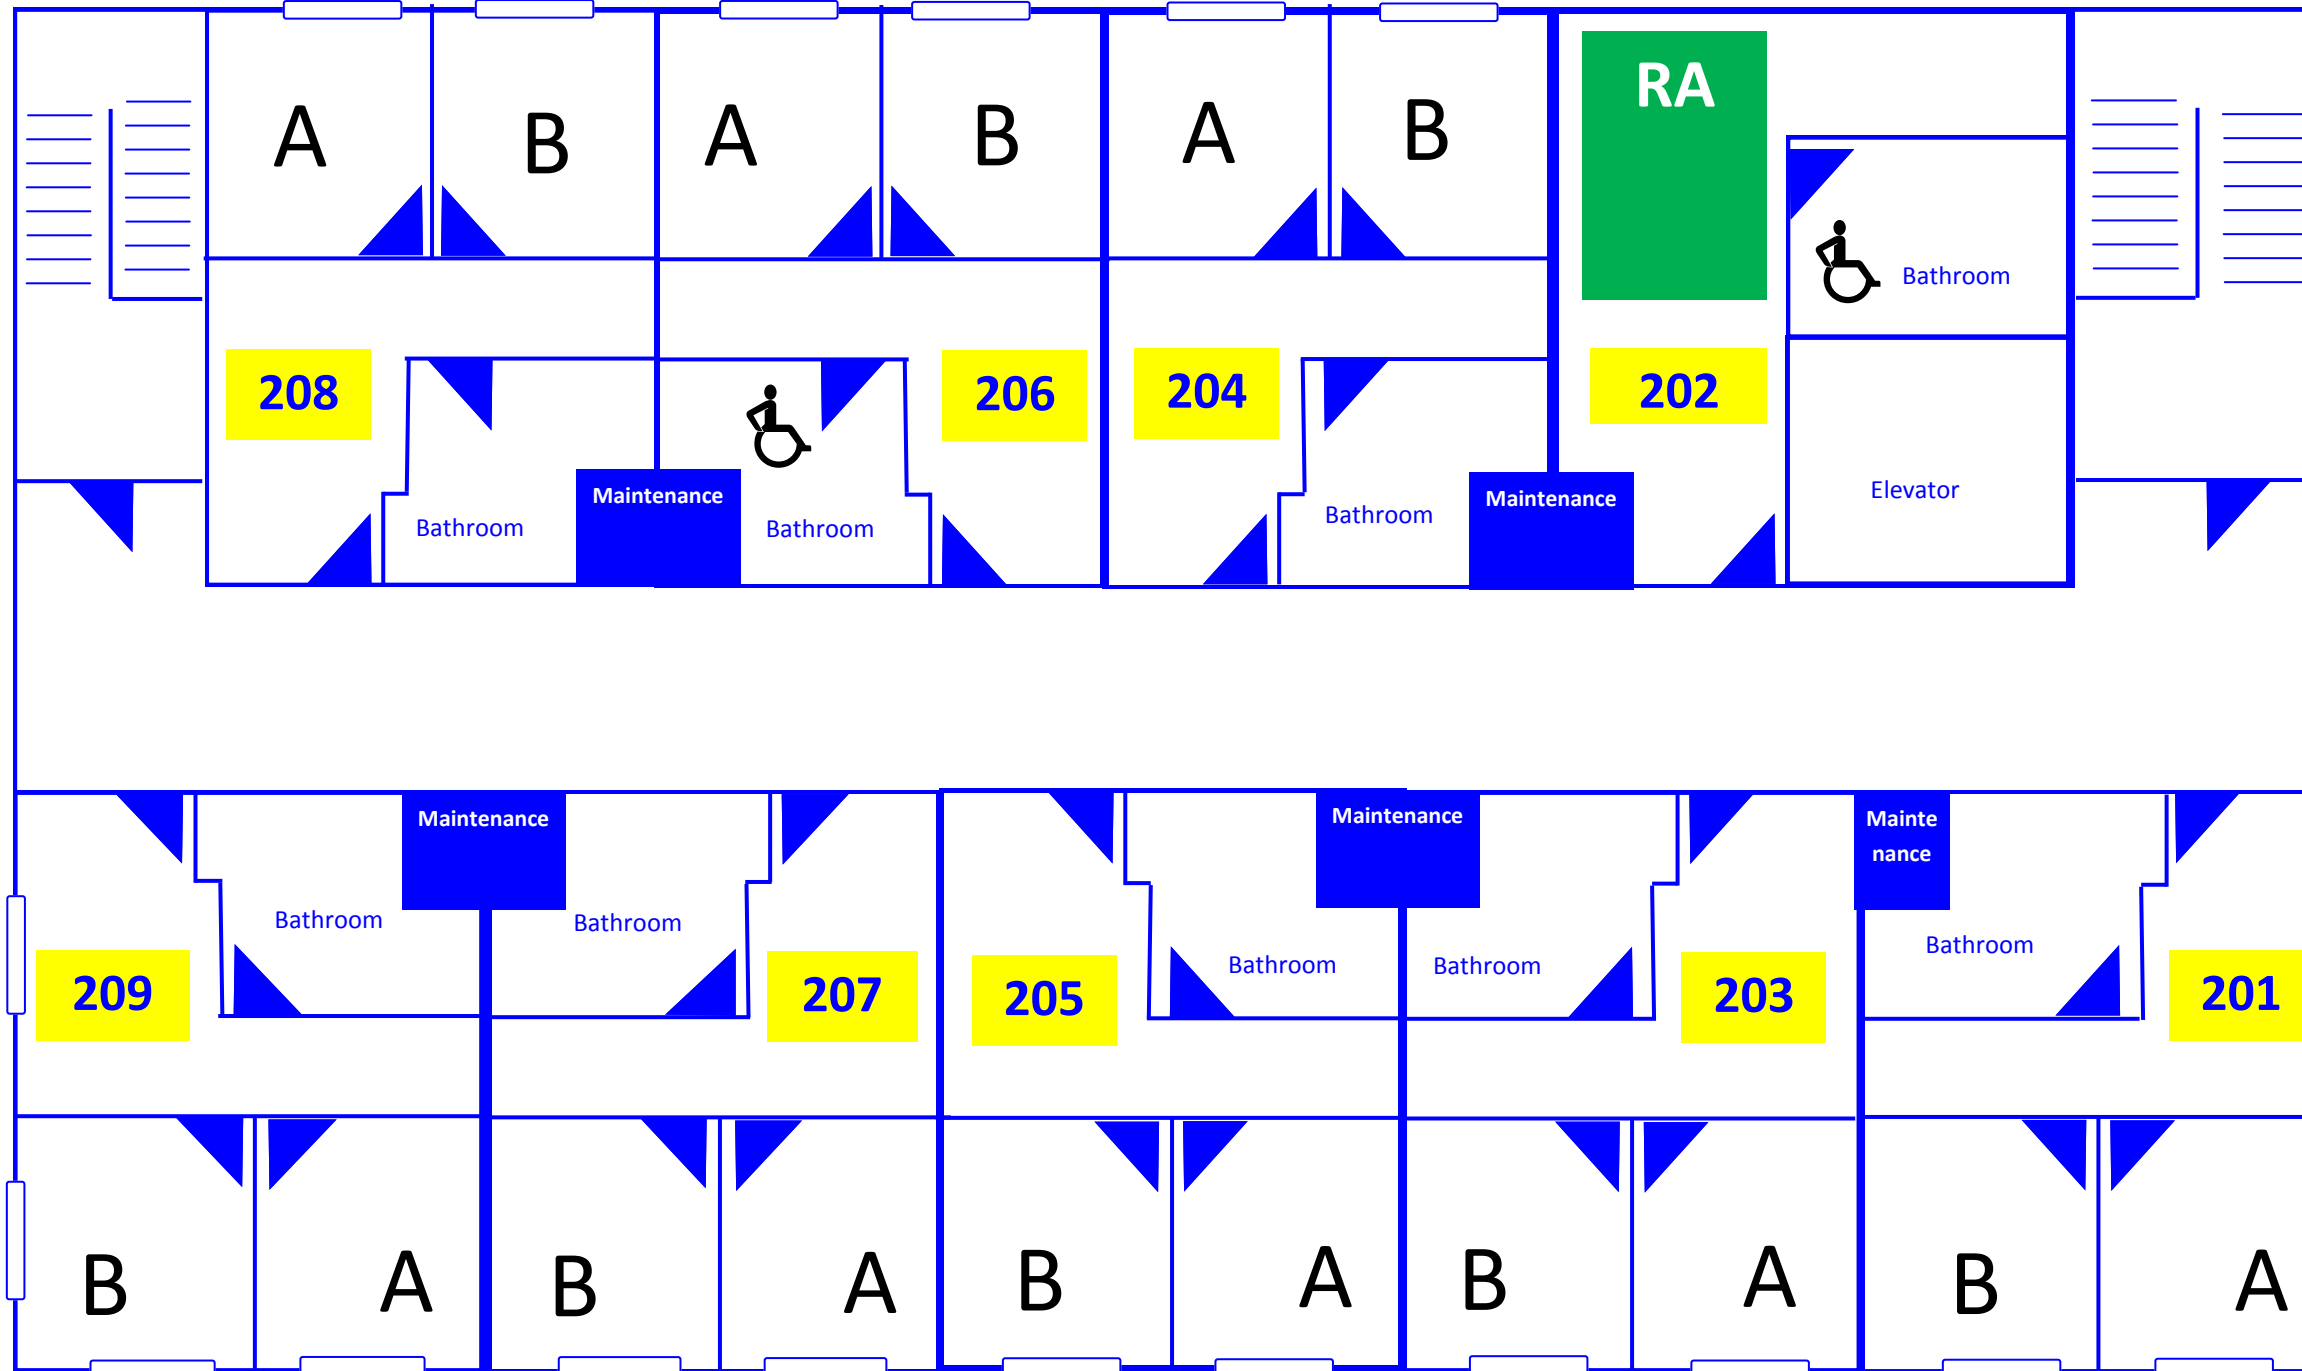 RA
A
B
A
B
A
B
Bathroom
208
206
204
202
Maintenance
Maintenance
Elevator
Bathroom
Bathroom
Bathroom
Maintenance
Maintenance
Mainte
nance
Bathroom
Bathroom
Bathroom
Bathroom
Bathroom
209
207
205
203
201
B
A
B
A
B
A
B
A
B
A